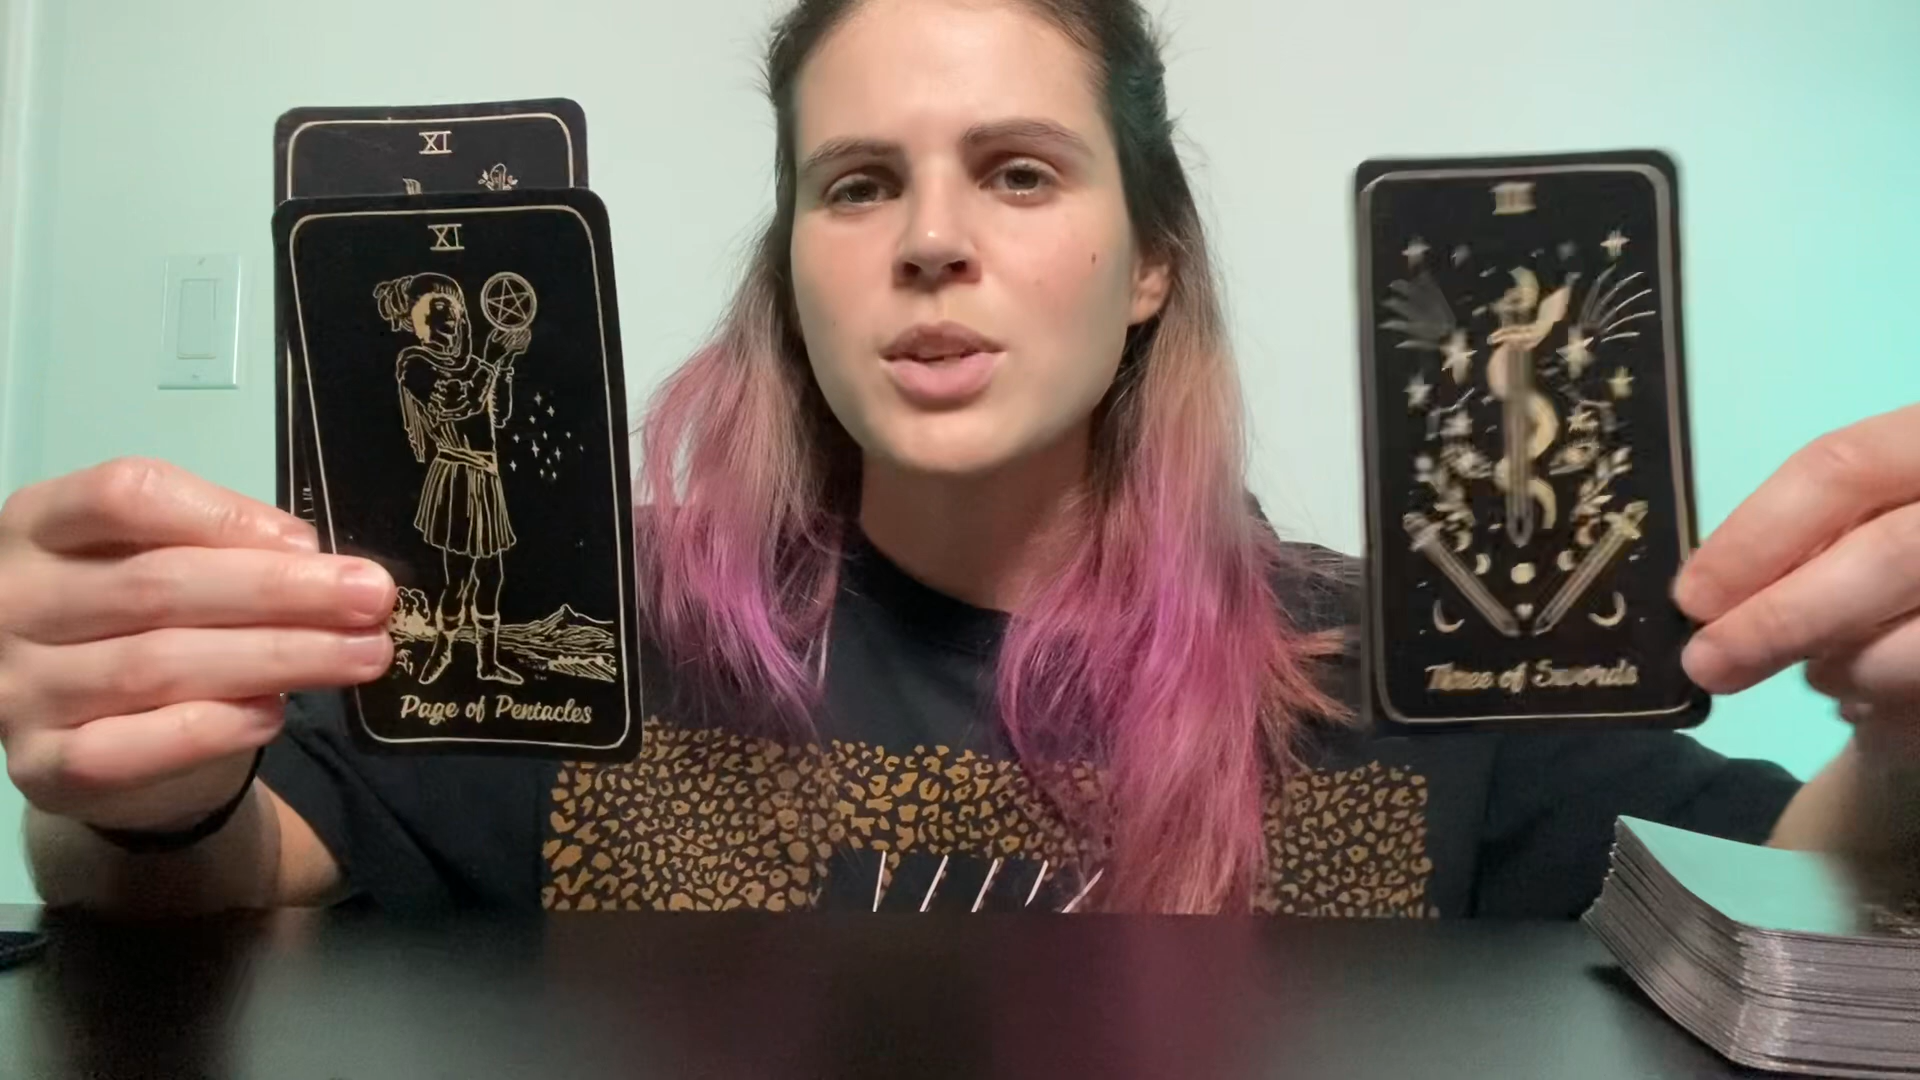 XI
XI
Page of Pentacles
III
Three of Swords